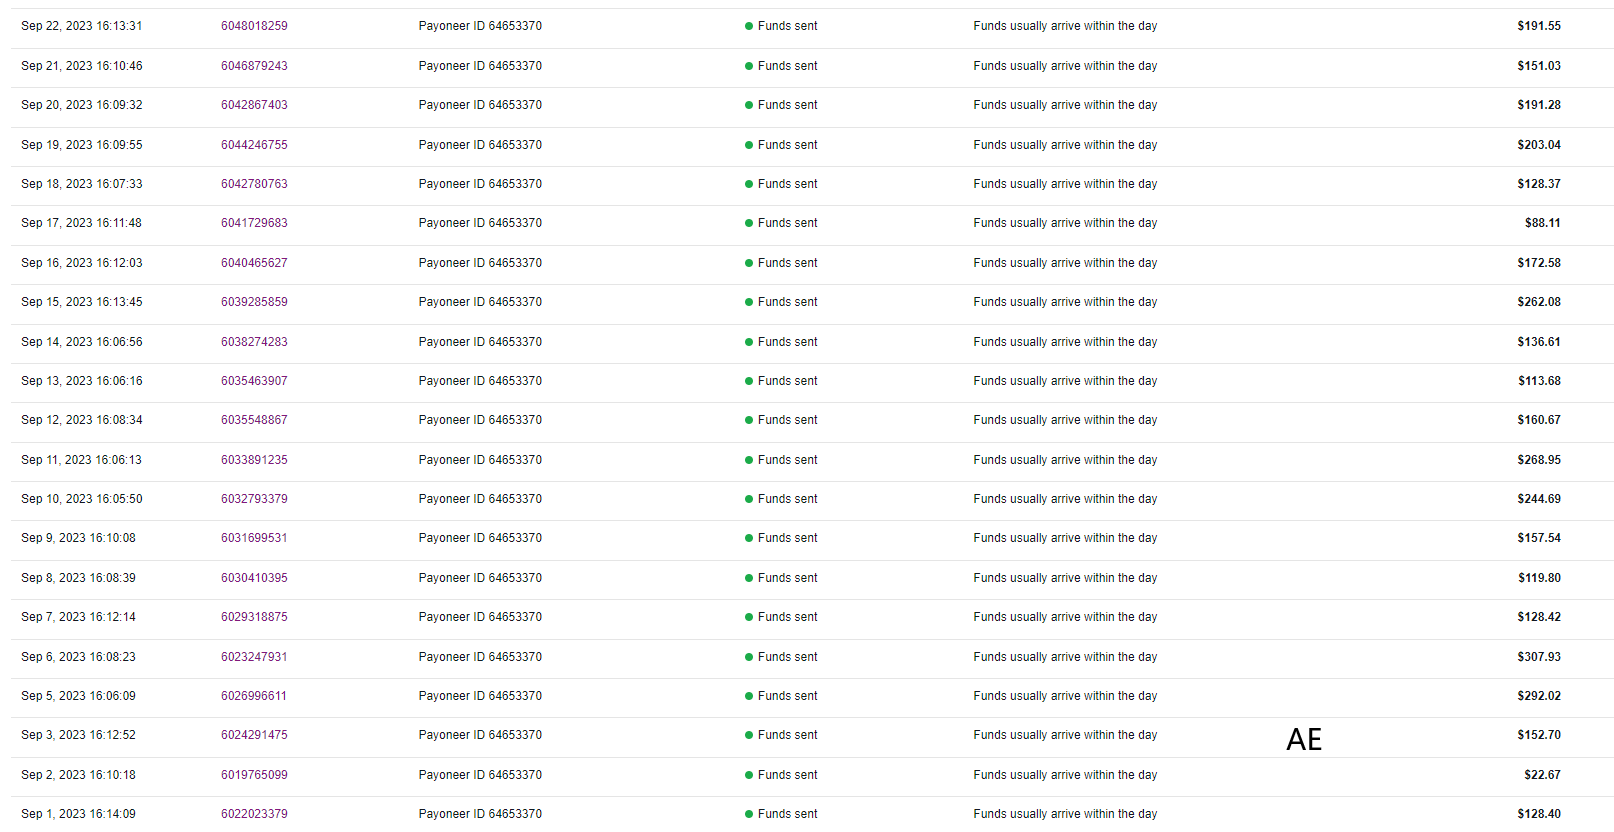 Sep 22, 2023 16:13:31 6048018259 Payoneer ID 64653370 Funds sent Funds usually arrive within the day $191.55
Sep 21, 2023 16:10:46 6046879243 Payoneer ID 64653370 Funds sent Funds usually arrive within the day $151.03
Sep 20, 2023 16:09:32 6042867403 Payoneer ID 64653370 Funds sent Funds usually arrive within the day $191.28
Sep 19, 2023 16:09:55 6044246755 Payoneer ID 64653370 Funds sent Funds usually arrive within the day $203.04
Sep 18, 2023 16:07:33 6042780763 Payoneer ID 64653370 Funds sent Funds usually arrive within the day $128.37
Sep 17, 2023 16:11:48 6041729683 Payoneer ID 64653370 Funds sent Funds usually arrive within the day $88.11
Sep 16, 2023 16:12:03 6040465627 Payoneer ID 64653370 Funds sent Funds usually arrive within the day $172.58
Sep 15, 2023 16:13:45 6039285859 Payoneer ID 64653370 Funds sent Funds usually arrive within the day $262.08
Sep 14, 2023 16:06:56 6038274283 Payoneer ID 64653370 Funds sent Funds usually arrive within the day $136.61
Sep 13, 2023 16:06:16 6035463907 Payoneer ID 64653370 Funds sent Funds usually arrive within the day $113.68
Sep 12, 2023 16:08:34 6035548867 Payoneer ID 64653370 Funds sent Funds usually arrive within the day $160.67
Sep 11, 2023 16:06:13 6033891235 Payoneer ID 64653370 Funds sent Funds usually arrive within the day $268.95
Sep 10, 2023 16:05:50 6032793379 Payoneer ID 64653370 Funds sent Funds usually arrive within the day $244.69
Sep 9, 2023 16:10:08 6031699531 Payoneer ID 64653370 Funds sent Funds usually arrive within the day $157.54
Sep 8, 2023 16:08:39 6030410395 Payoneer ID 64653370 Funds sent Funds usually arrive within the day $119.80
Sep 7, 2023 16:12:14 6029318875 Payoneer ID 64653370 Funds sent Funds usually arrive within the day $128.42
Sep 6, 2023 16:08:23 6023247931 Payoneer ID 64653370 Funds sent Funds usually arrive within the day $307.93
Sep 5, 2023 16:06:09 6026996611 Payoneer ID 64653370 Funds sent Funds usually arrive within the day $292.02
Sep 3, 2023 16:12:52 6024291475 Payoneer ID 64653370 Funds sent Funds usually arrive within the day AE $152.70
Sep 2, 2023 16:10:18 6019765099 Payoneer ID 64653370 Funds sent Funds usually arrive within the day $22.67
Sep 1, 2023 16:14:09 6022023379 Payoneer ID 64653370 Funds sent Funds usually arrive within the day $128.40